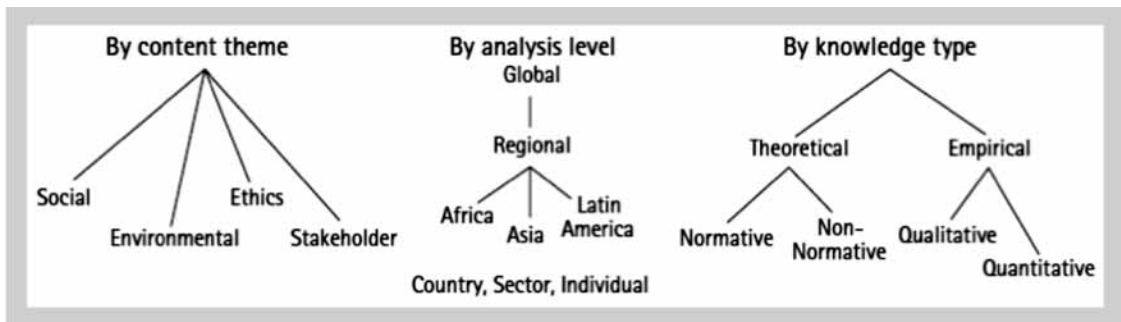 By content theme
Social
Environmental
Ethics
Stakeholder
By analysis level
Global
Regional
Africa
Asia
Latin
America
Country, Sector, Individual
By knowledge type
Theoretical
Empirical
Normative
Non-
Normative
Qualitative
Quantitative